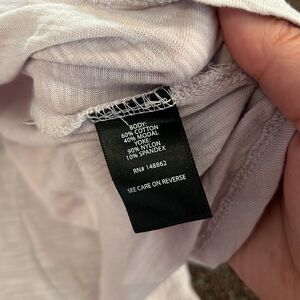 BODY:
60% COTTON
40% MODAL
YOKE:
90% NYLON
10% SPANDEX
RN# 148862
SEE CARE ON REVERSE